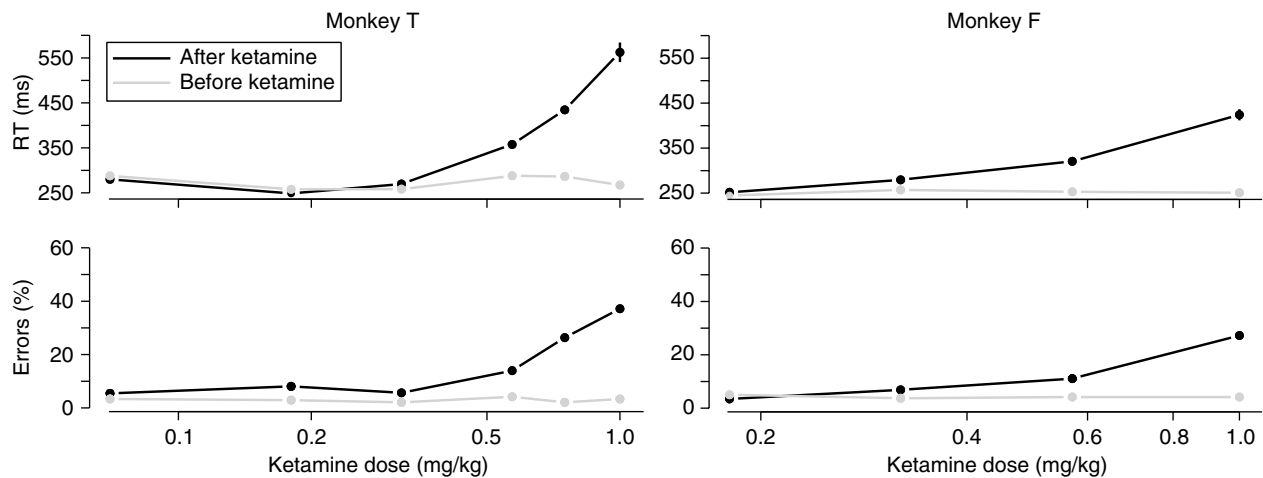 Monkey T
Monkey F
After ketamine
Before ketamine
RT (ms)
550
450
350
250
550
450
350
250
Errors (%)
60
40
20
0
60
40
20
0
0.1 0.2 0.5 1.0
0.2 0.4 0.6 0.8 1.0
Ketamine dose (mg/kg)
Ketamine dose (mg/kg)